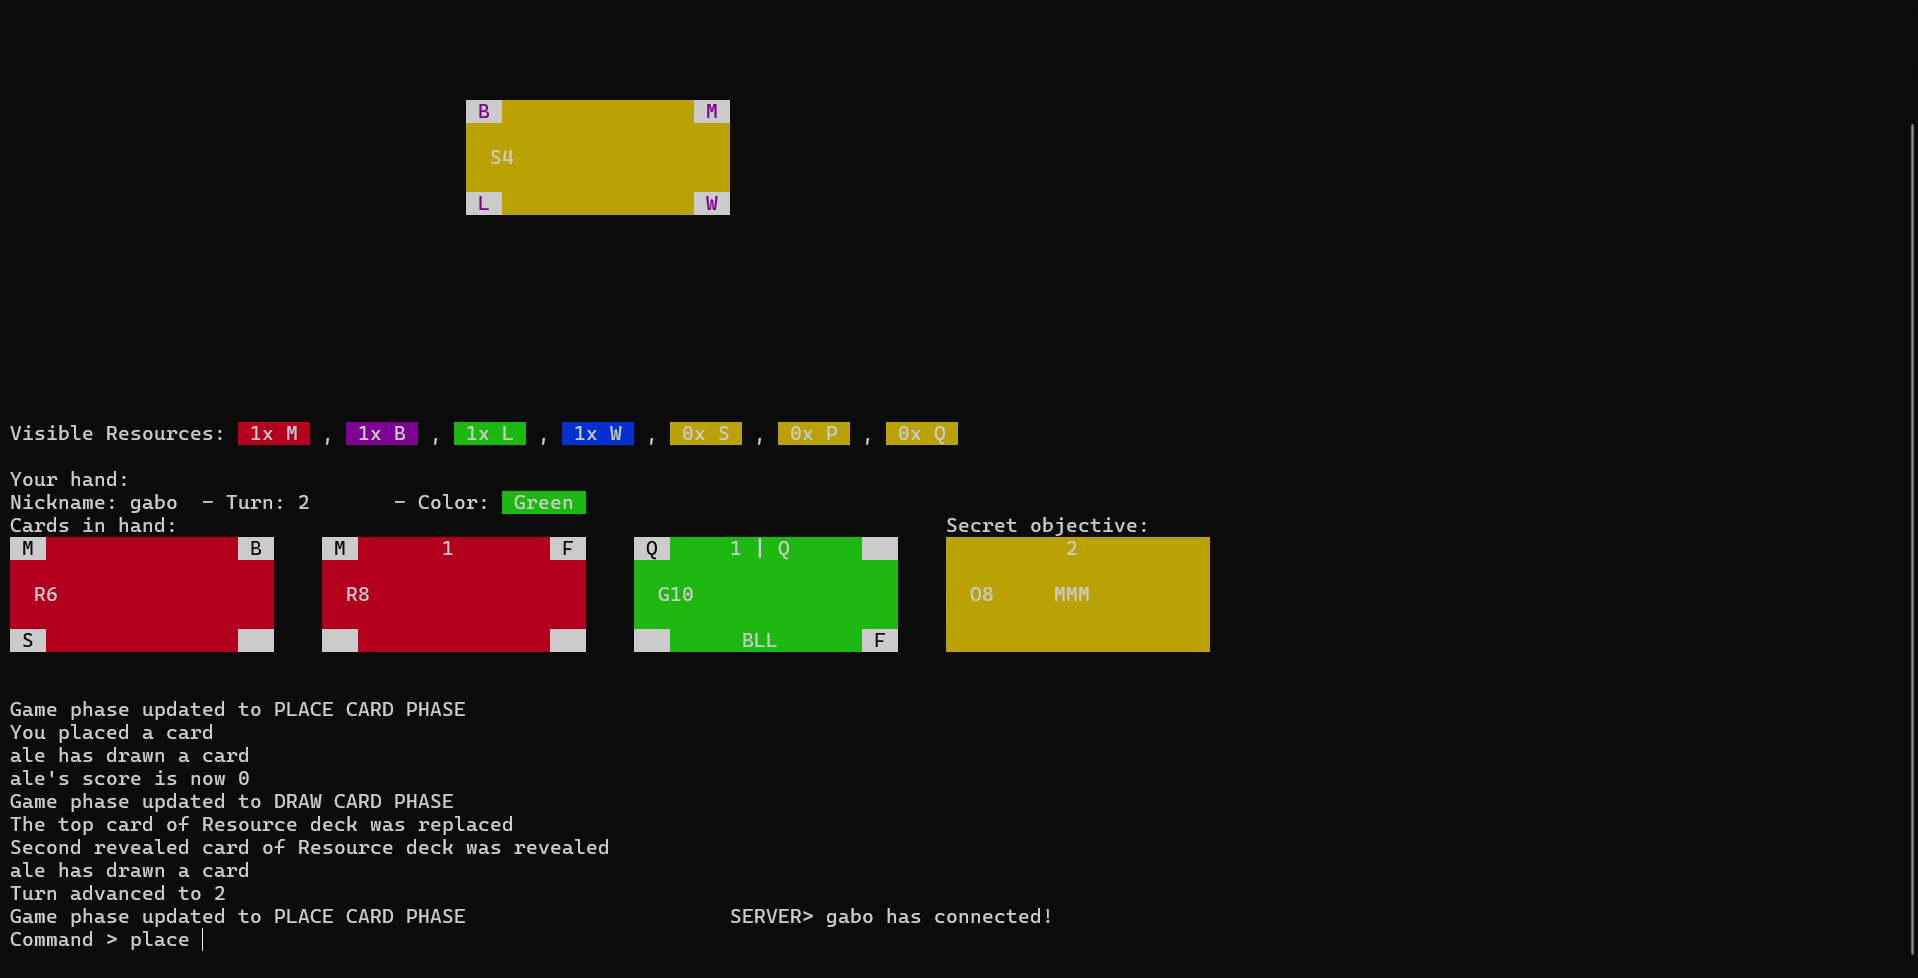 B M
S4
L W
Visible Resources: 1x M , 1x B , 1x L , 1x W , 0x S , 0x P , 0x Q
Your hand:
Nickname: gabo - Turn: 2 - Color: Green
Cards in hand: Secret objective:
M B M 1 F Q 1 | Q 2
R6 R8 G10 O8 MMM
S BLL F
Game phase updated to PLACE CARD PHASE
You placed a card
ale has drawn a card
ale's score is now 0
Game phase updated to DRAW CARD PHASE
The top card of Resource deck was replaced
Second revealed card of Resource deck was revealed
ale has drawn a card
Turn advanced to 2
Game phase updated to PLACE CARD PHASE SERVER> gabo has connected!
Command > place